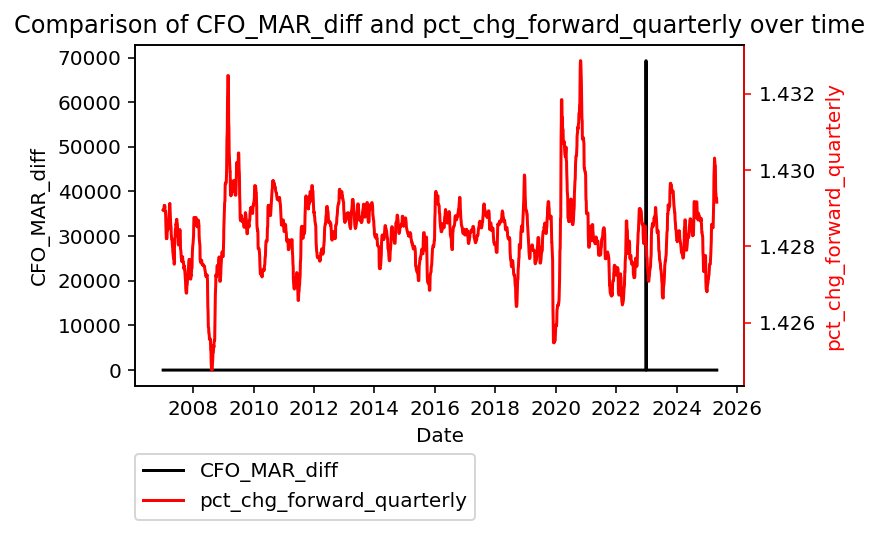 Comparison of CFO_MAR_diff and pct_chg_forward_quarterly over time
70000
60000
50000
40000
30000
20000
10000
0
CFO_MAR_diff
1.432
1.430
1.428
1.426
pct_chg_forward_quarterly
2008 2010 2012 2014 2016 2018 2020 2022 2024 2026
Date
CFO_MAR_diff
pct_chg_forward_quarterly